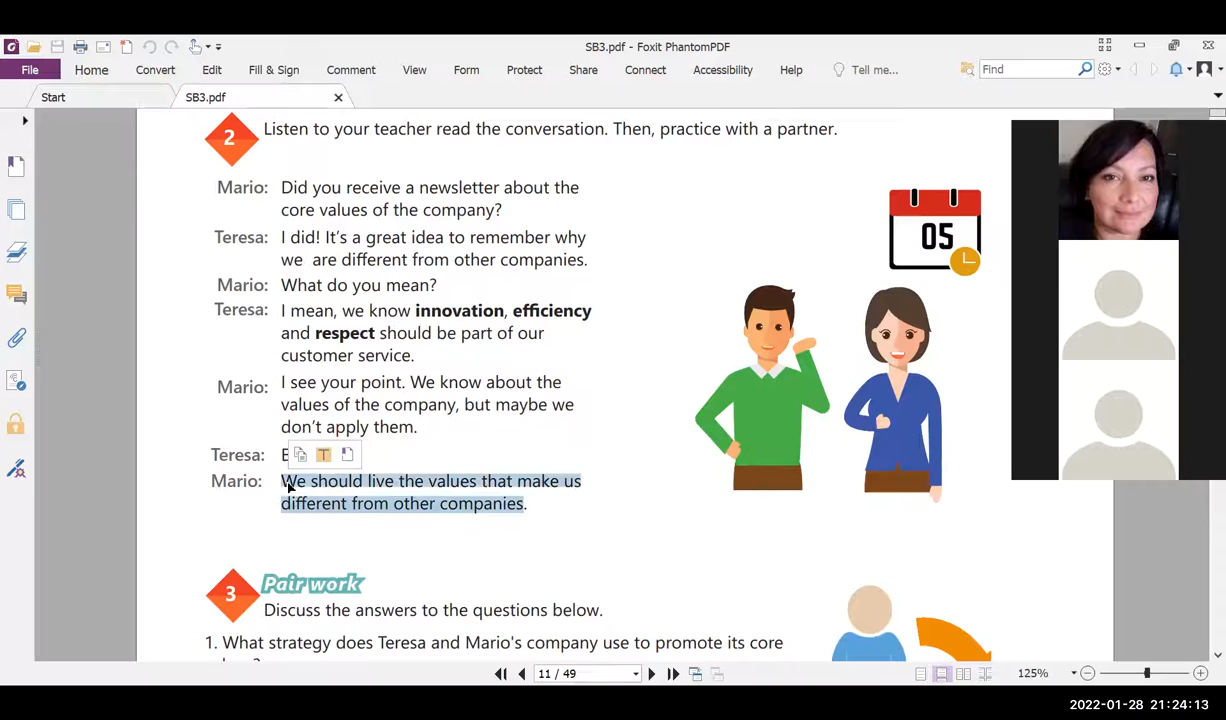 SB3.pdf - Foxit PhantomPDF
File Home Convert Edit Fill & Sign Comment View Form Protect Share Connect Accessibility Help Tell me... Find
Start SB3.pdf
2 Listen to your teacher read the conversation. Then, practice with a partner.
Mario: Did you receive a newsletter about the
core values of the company?
Teresa: I did! It's a great idea to remember why
we are different from other companies.
Mario: What do you mean?
Teresa: I mean, we know innovation, efficiency
and respect should be part of our
customer service.
Mario: I see your point. We know about the
values of the company, but maybe we
don't apply them.
Teresa: E
Mario: We should live the values that make us
different from other companies.
05
3 Pair work
Discuss the answers to the questions below.
1. What strategy does Teresa and Mario's company use to promote its core
11 / 49
125%
2022-01-28 21:24:13